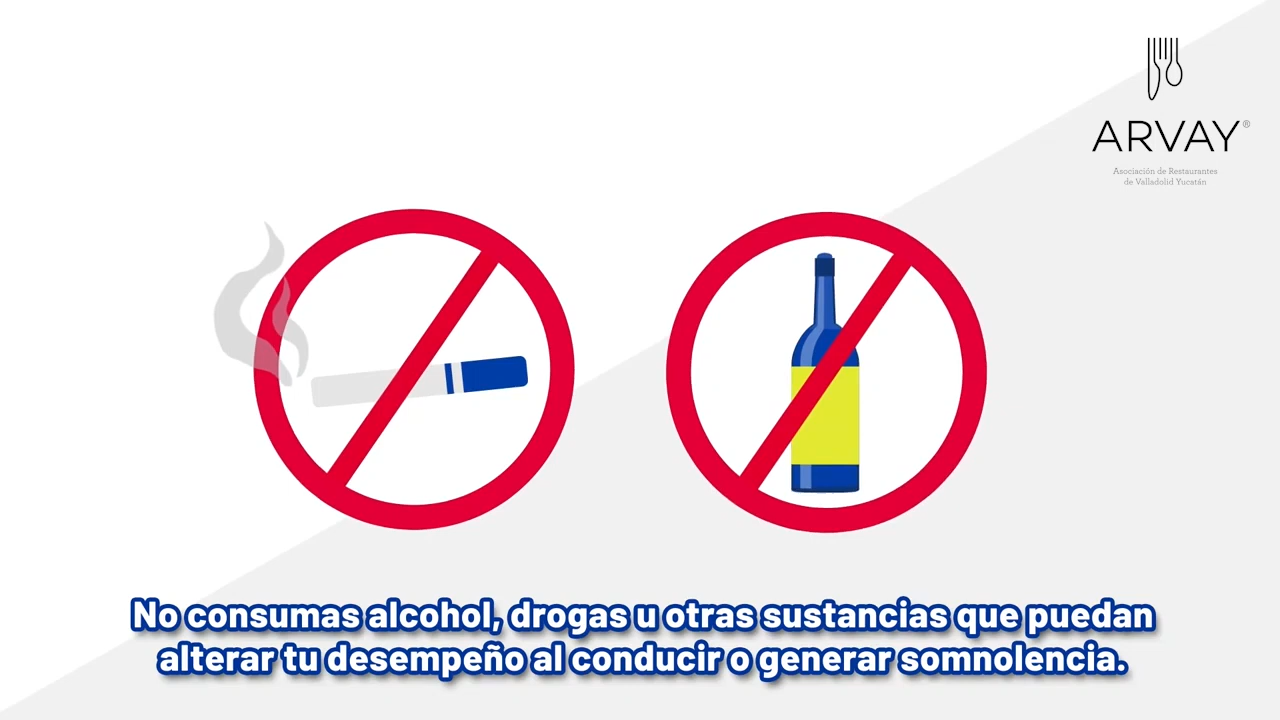 ARVAY®
Asociación de Restaurantes
de Valladolid Yucatán
No consumas alcohol, drogas u otras sustancias que puedan
alterar tu desempeño al conducir o generar somnolencia.